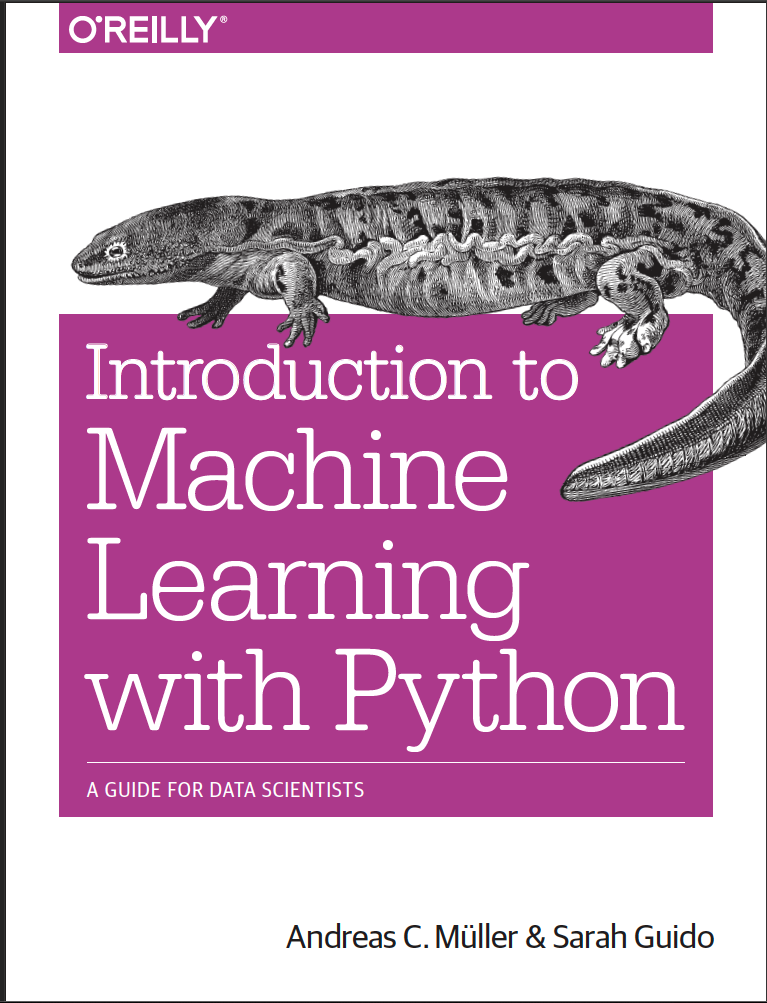 O'REILLY®
Introduction to
Machine
Learning
with Python
A GUIDE FOR DATA SCIENTISTS
Andreas C. Müller & Sarah Guido